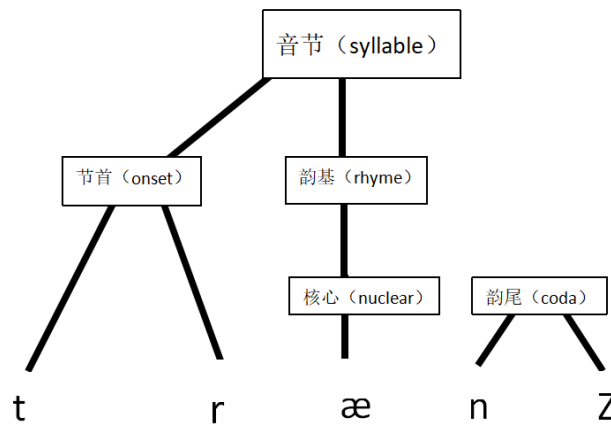 音节（syllable）
节首（onset） 韵基（rhyme）
核心（nuclear） 韵尾（coda）
t r æ n Z